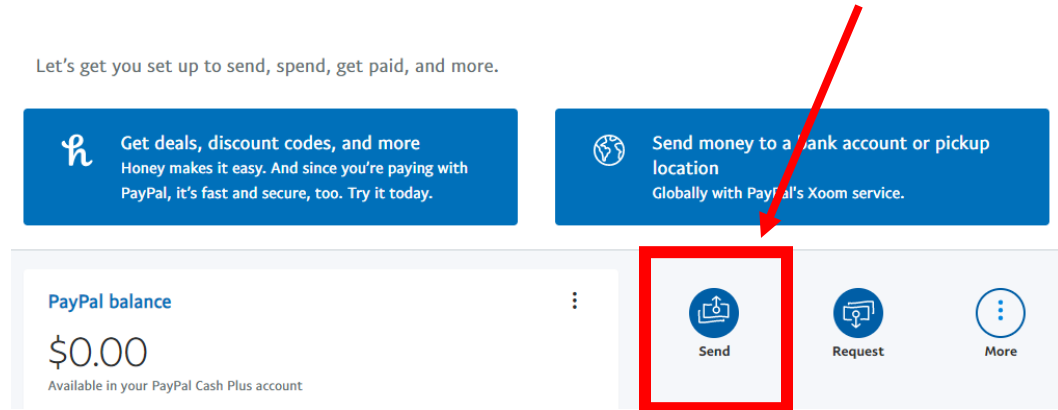 Let's get you set up to send, spend, get paid, and more.
Get deals, discount codes, and more
Honey makes it easy. And since you're paying with
PayPal, it's fast and secure, too. Try it today.
Send money to a bank account or pickup
location
Globally with PayPal's Xoom service.
PayPal balance
$0.00
Available in your PayPal Cash Plus account
Send
Request
More